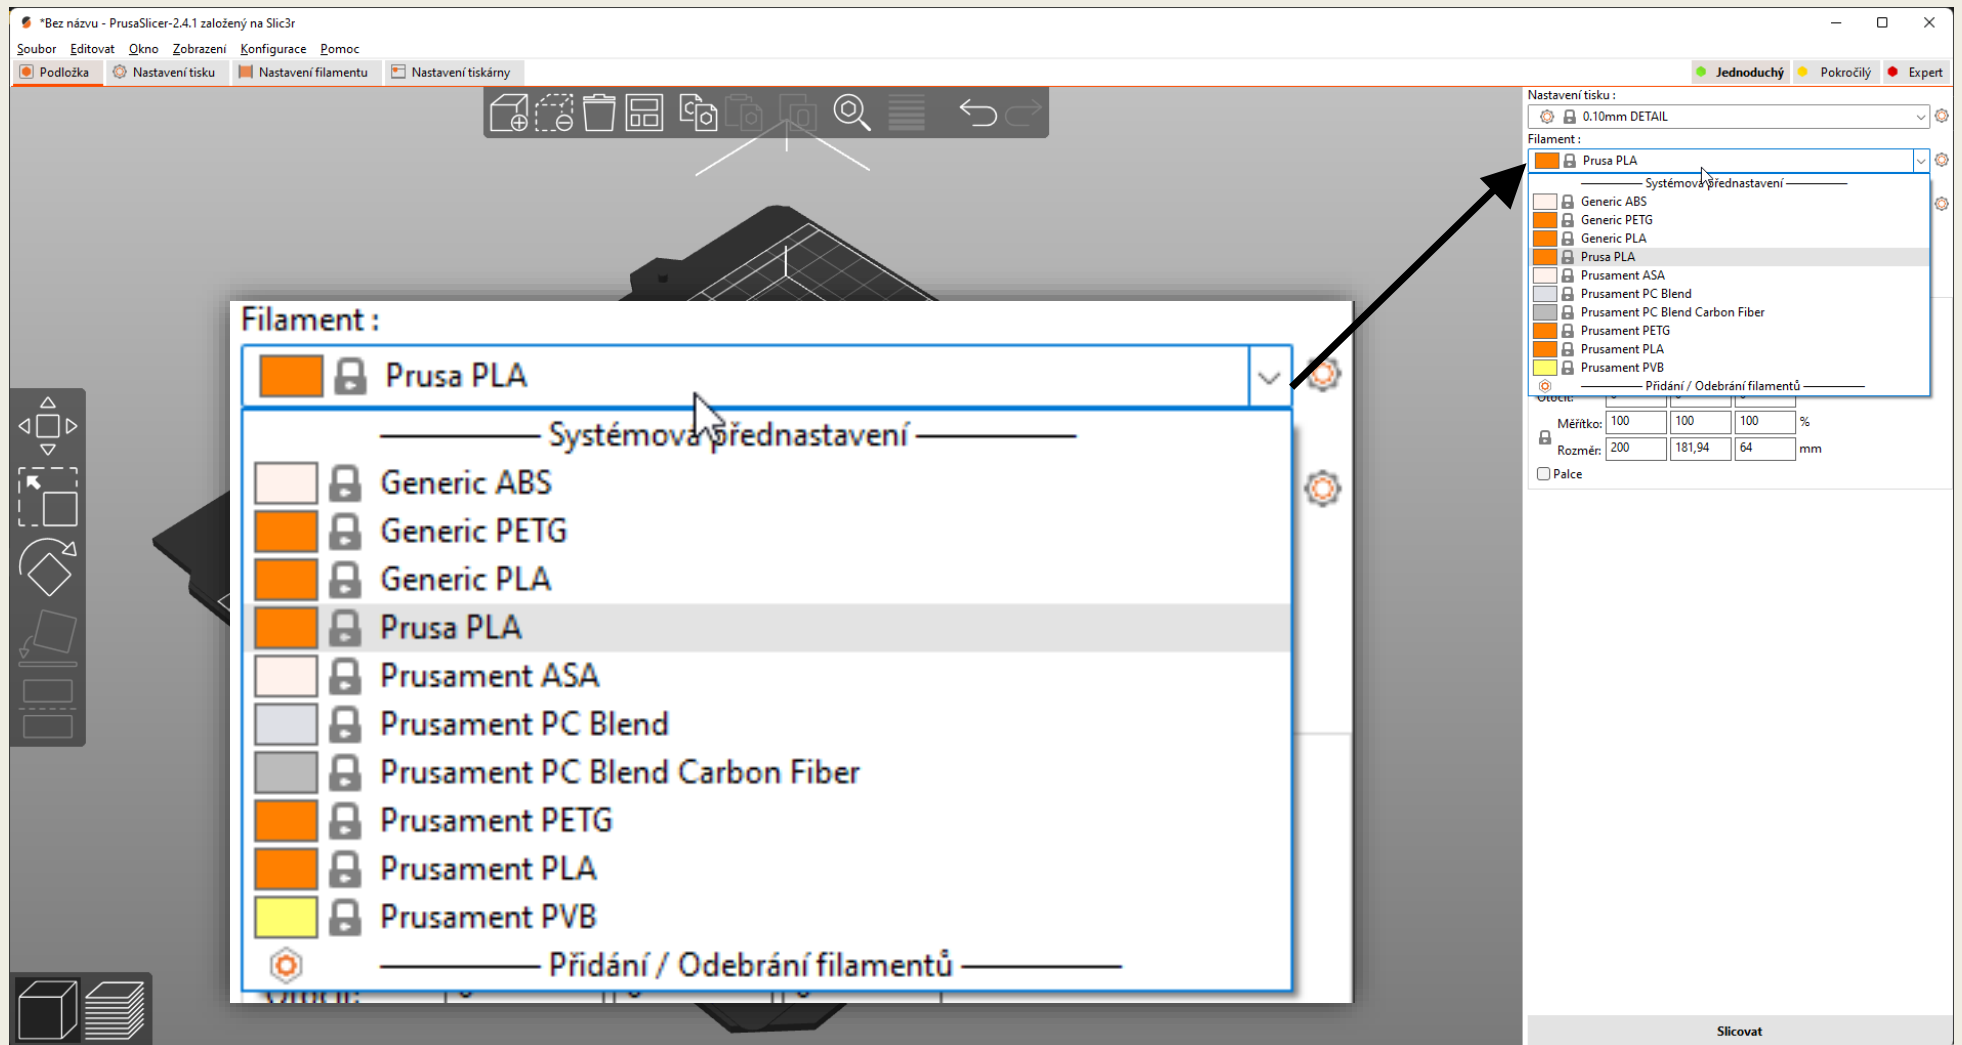 *Bez názvu - PrusaSlicer-2.4.1 založený na Slic3r
Soubor Editovat Okno Zobrazení Konfigurace Pomoc
Podložka Nastavení tisku Nastavení filamentu Nastavení tiskárny
Jednoduchý Pokročilý Expert
Nastavení tisku :
0.10mm DETAIL
Filament :
Prusa PLA
Systémová přednastavení
Generic ABS
Generic PETG
Generic PLA
Prusa PLA
Prusament ASA
Prusament PC Blend
Prusament PC Blend Carbon Fiber
Prusament PETG
Prusament PLA
Prusament PVB
Přidání / Odebrání filamentů
Otočit:
Měřítko: 100 100 100 %
Rozměr: 200 181,94 64 mm
Palce
Slicovat
Filament :
Prusa PLA
Systémová přednastavení
Generic ABS
Generic PETG
Generic PLA
Prusa PLA
Prusament ASA
Prusament PC Blend
Prusament PC Blend Carbon Fiber
Prusament PETG
Prusament PLA
Prusament PVB
Přidání / Odebrání filamentů
Otočit: